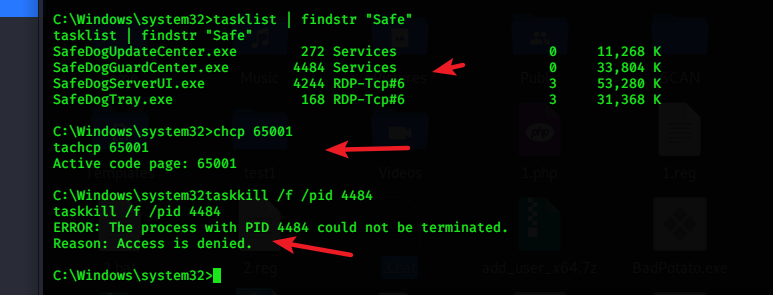 C:\Windows\system32>tasklist | findstr "Safe"
tasklist | findstr "Safe"
SafeDogUpdateCenter.exe 272 Services 0 11,268 K
SafeDogGuardCenter.exe 4484 Services 0 33,804 K
SafeDogServerUI.exe 4244 RDP-Tcp#6 3 53,280 K
SafeDogTray.exe 168 RDP-Tcp#6 3 31,368 K
C:\Windows\system32>chcp 65001
tachcp 65001
Active code page: 65001
C:\Windows\system32taskkill /f /pid 4484
taskkill /f /pid 4484
ERROR: The process with PID 4484 could not be terminated.
Reason: Access is denied.
C:\Windows\system32>
Music
Videos
test1
1.php
1.reg
2.reg
add_user_x64.7z
BadPotato.exe